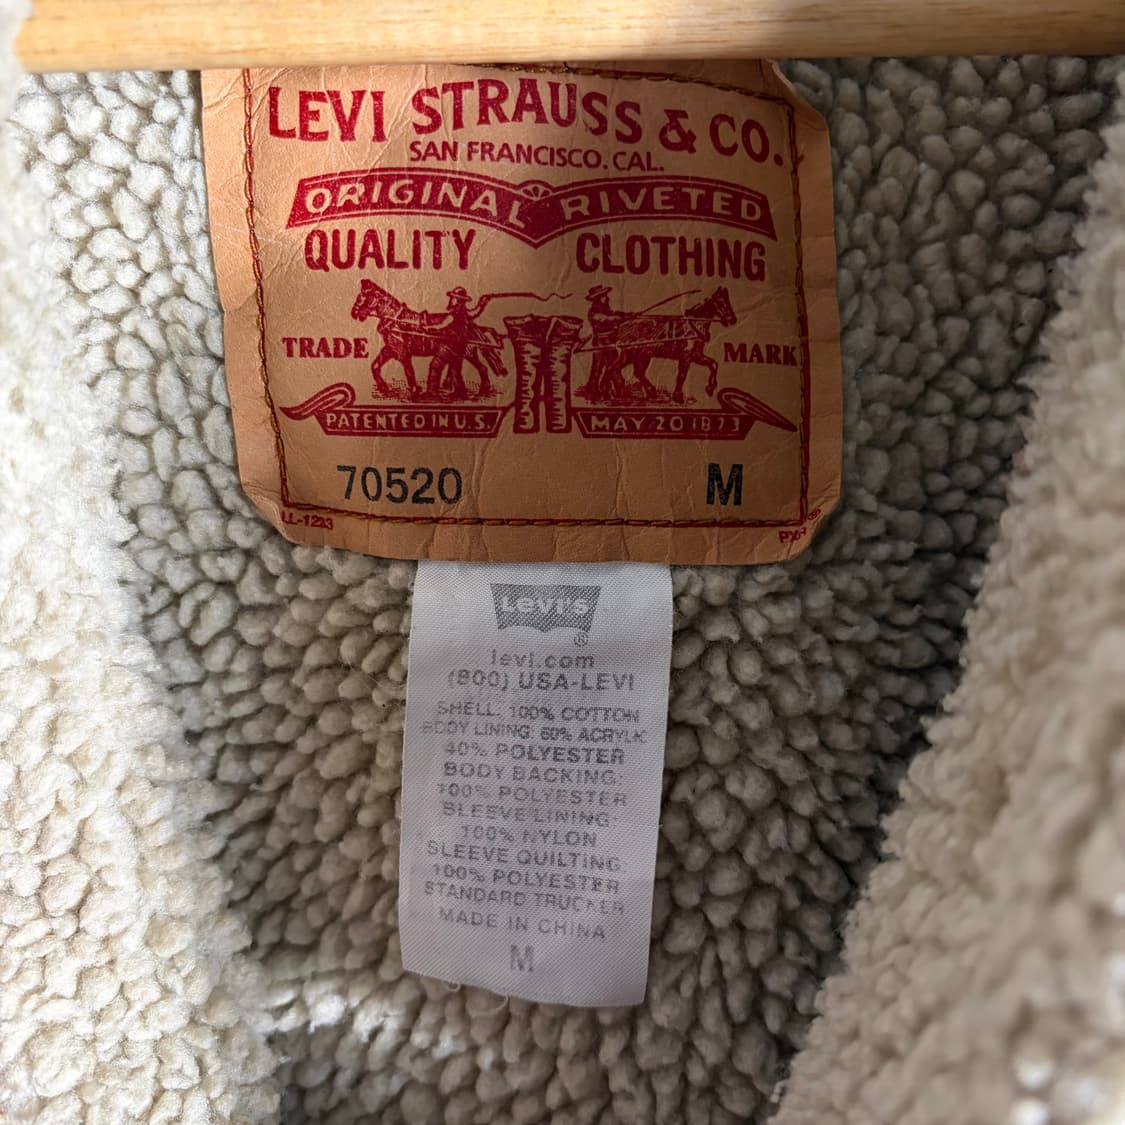 LEVI STRAUSS & CO.
SAN FRANCISCO. CAL.
ORIGINAL RIVETED
QUALITY CLOTHING
TRADE MARK
PATENTED IN U.S. MAY 20 1873
70520 M
LL-1223
Levi's
®
levi.com
(800) USA-LEVI
SHELL: 100% COTTON
BODY LINING: 60% ACRYLIC
40% POLYESTER
BODY BACKING:
100% POLYESTER
SLEEVE LINING:
100% NYLON
SLEEVE QUILTING:
100% POLYESTER
STANDARD TRUCKER
MADE IN CHINA
M